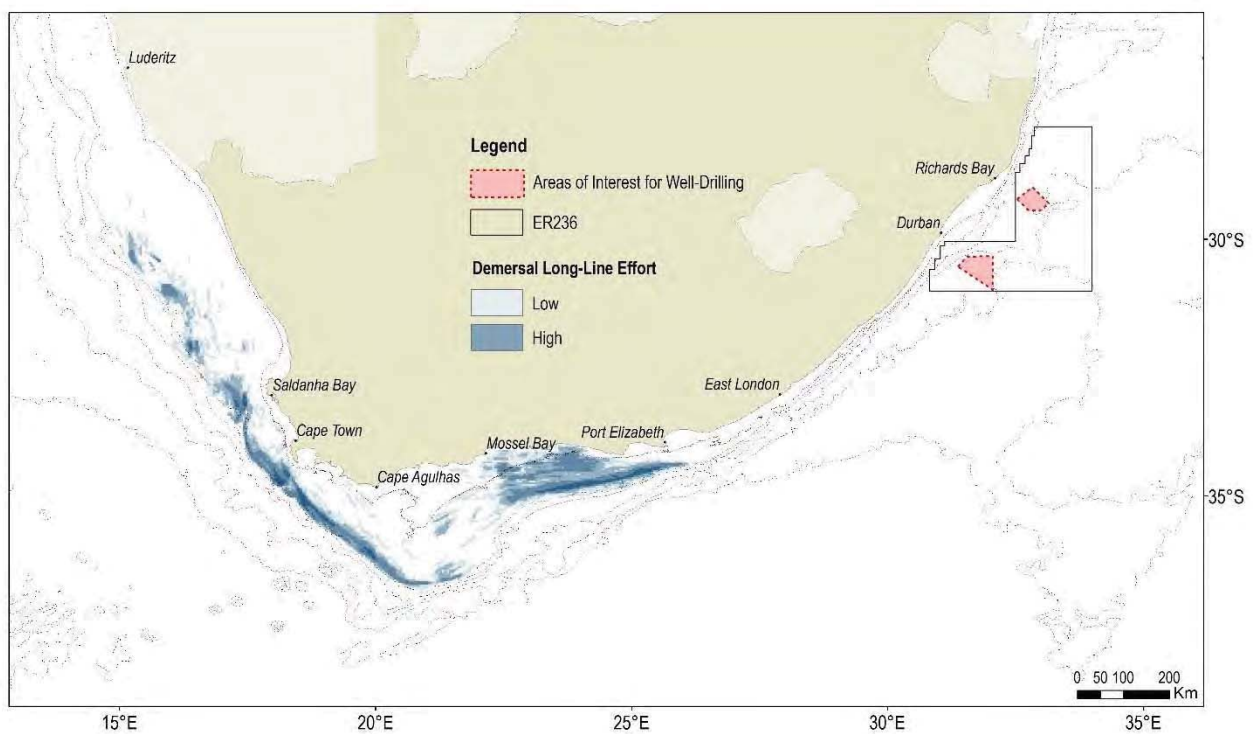 Luderitz
Legend
Areas of Interest for Well-Drilling
ER236
Demersal Long-Line Effort
Low
High
Richards Bay
Durban
30°S
East London
Saldanha Bay
Cape Town
Port Elizabeth
Mossel Bay
Cape Agulhas
35°S
0 50 100 200
Km
15°E 20°E 25°E 30°E 35°E